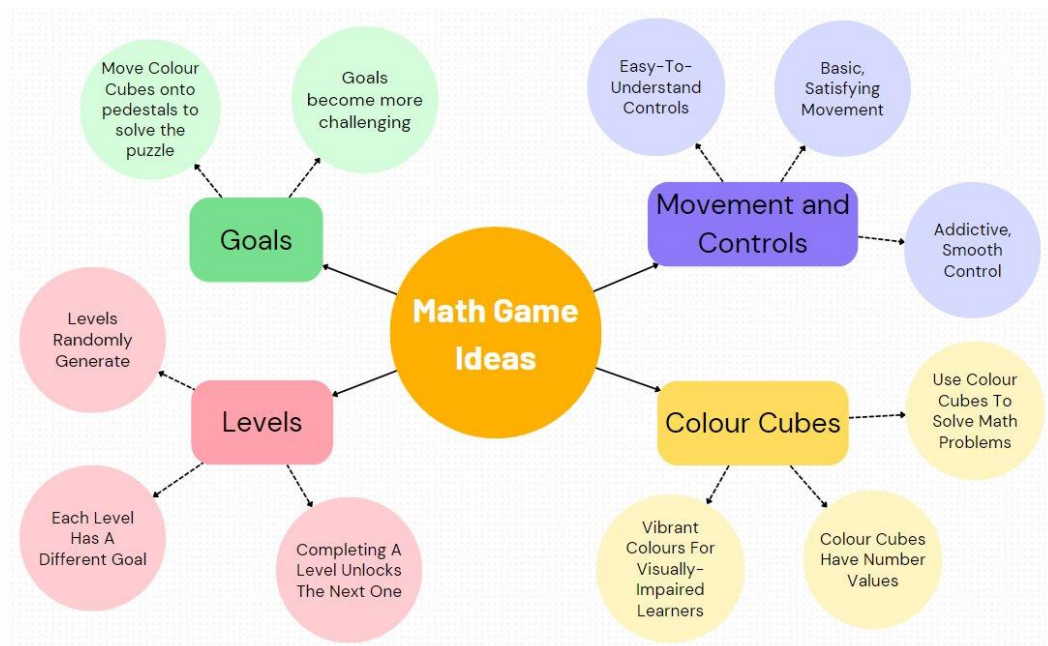 Math Game
Ideas
Goals
Move Colour
Cubes onto
pedestals to
solve the
puzzle
Goals
become more
challenging
Movement and
Controls
Easy-To-
Understand
Controls
Basic,
Satisfying
Movement
Addictive,
Smooth
Control
Levels
Levels
Randomly
Generate
Each Level
Has A
Different Goal
Completing A
Level Unlocks
The Next One
Colour Cubes
Use Colour
Cubes To
Solve Math
Problems
Vibrant
Colours For
Visually-
Impaired
Learners
Colour Cubes
Have Number
Values